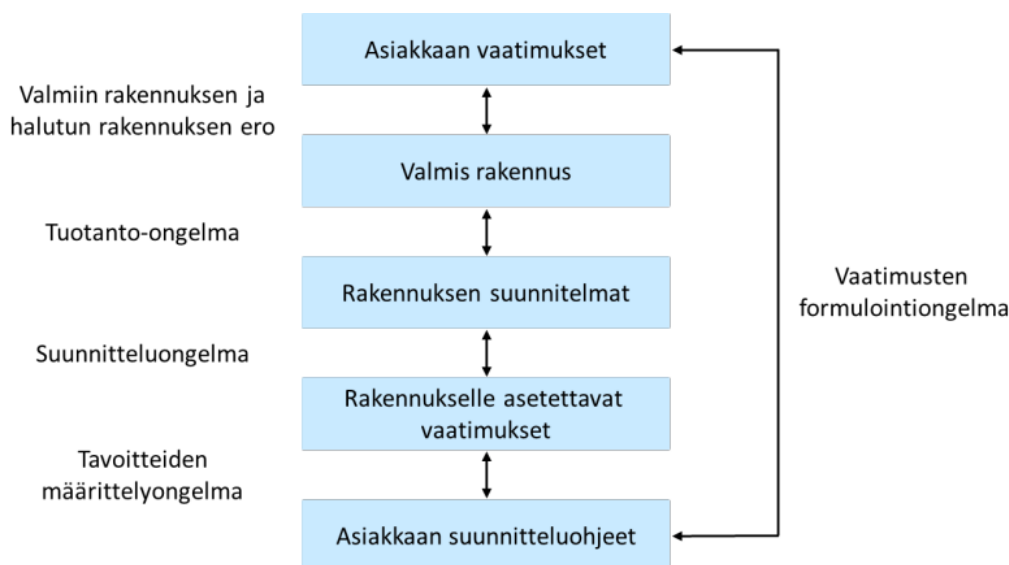 Asiakkaan vaatimukset
Valmiin rakennuksen ja
halutun rakennuksen ero
Valmis rakennus
Tuotanto-ongelma
Rakennuksen suunnitelmat
Vaatimusten
formulointiongelma
Suunnitteluongelma
Rakennukselle asetettavat
vaatimukset
Tavoitteiden
määrittelyongelma
Asiakkaan suunnitteluohjeet